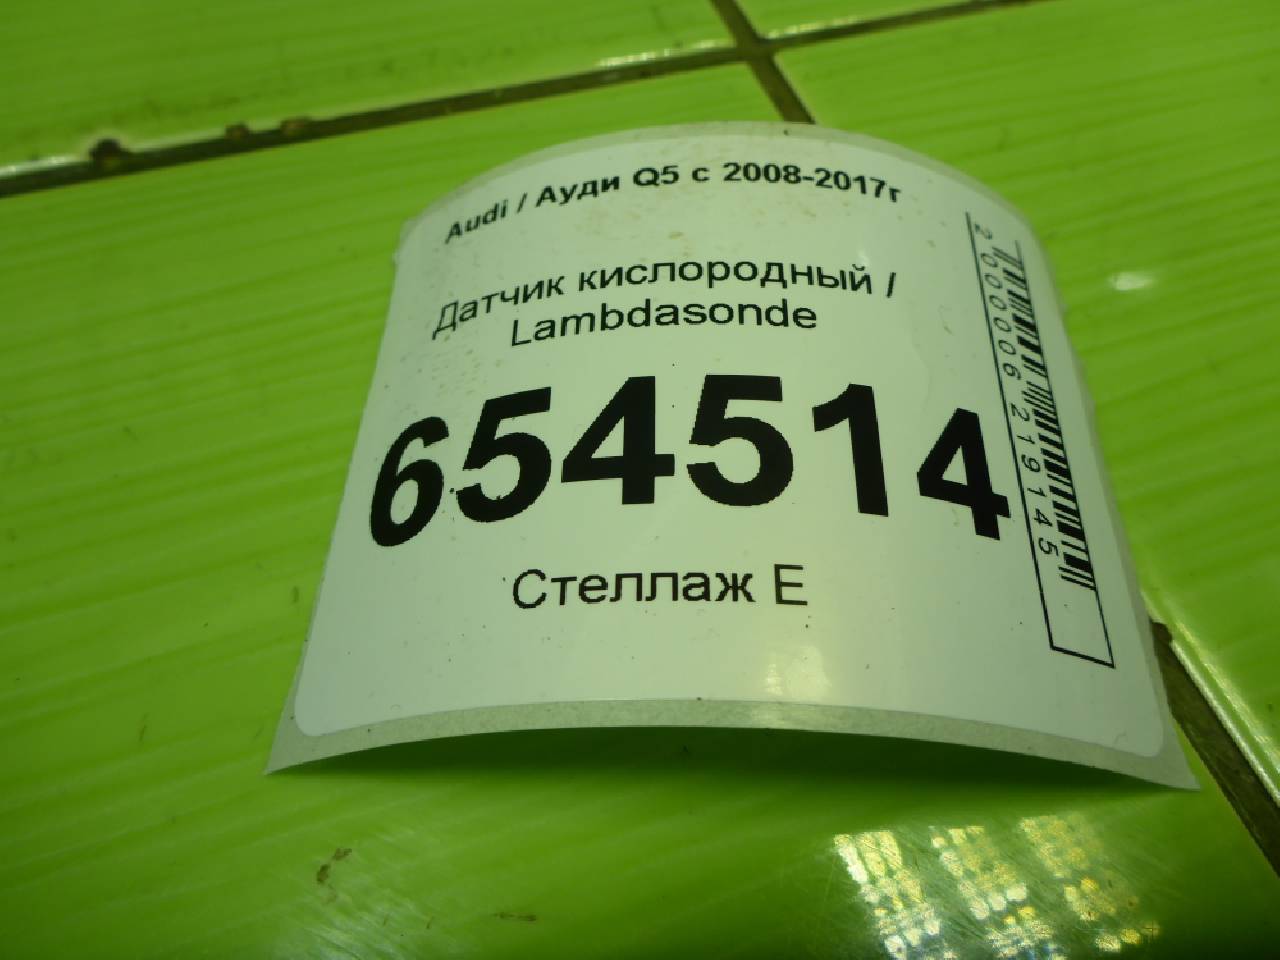 Audi / Ауди Q5 с 2008-2017г
Датчик кислородный /
Lambdasonde
654514
Стеллаж Е
2000006219145